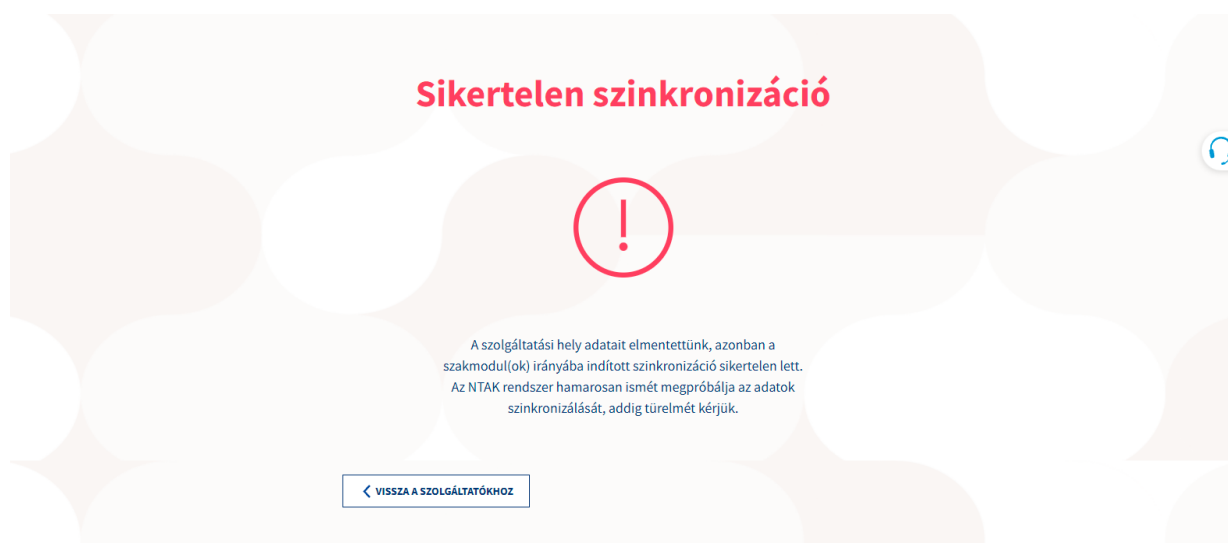 Sikertelen szinkronizáció
A szolgáltatási hely adatait elmentettünk, azonban a
szakmodul(ok) irányába indított szinkronizáció sikertelen lett.
Az NTAK rendszer hamarosan ismét megpróbálja az adatok
szinkronizálását, addig türelmét kérjük.
VISSZA A SZOLGÁLTATÓKHOZ